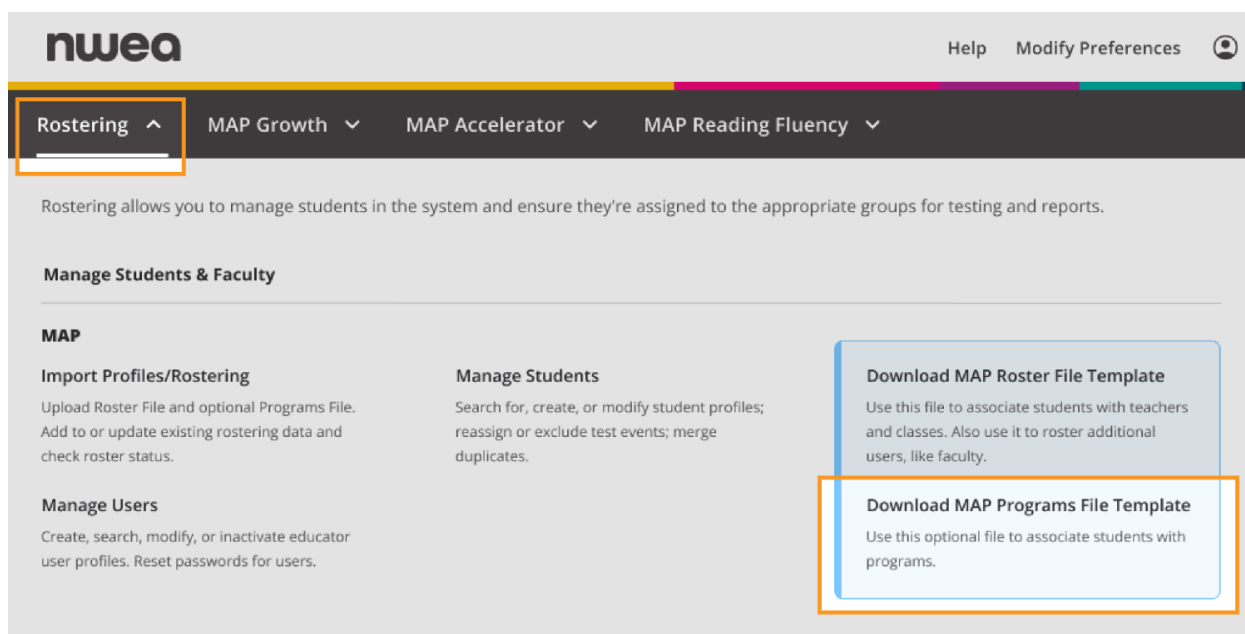 nwea
Help Modify Preferences
Rostering MAP Growth MAP Accelerator MAP Reading Fluency
Rostering allows you to manage students in the system and ensure they're assigned to the appropriate groups for testing and reports.
Manage Students & Faculty
MAP
Import Profiles/Rostering
Upload Roster File and optional Programs File.
Add to or update existing rostering data and
check roster status.
Manage Students
Search for, create, or modify student profiles;
reassign or exclude test events; merge
duplicates.
Download MAP Roster File Template
Use this file to associate students with teachers
and classes. Also use it to roster additional
users, like faculty.
Manage Users
Create, search, modify, or inactivate educator
user profiles. Reset passwords for users.
Download MAP Programs File Template
Use this optional file to associate students with
programs.